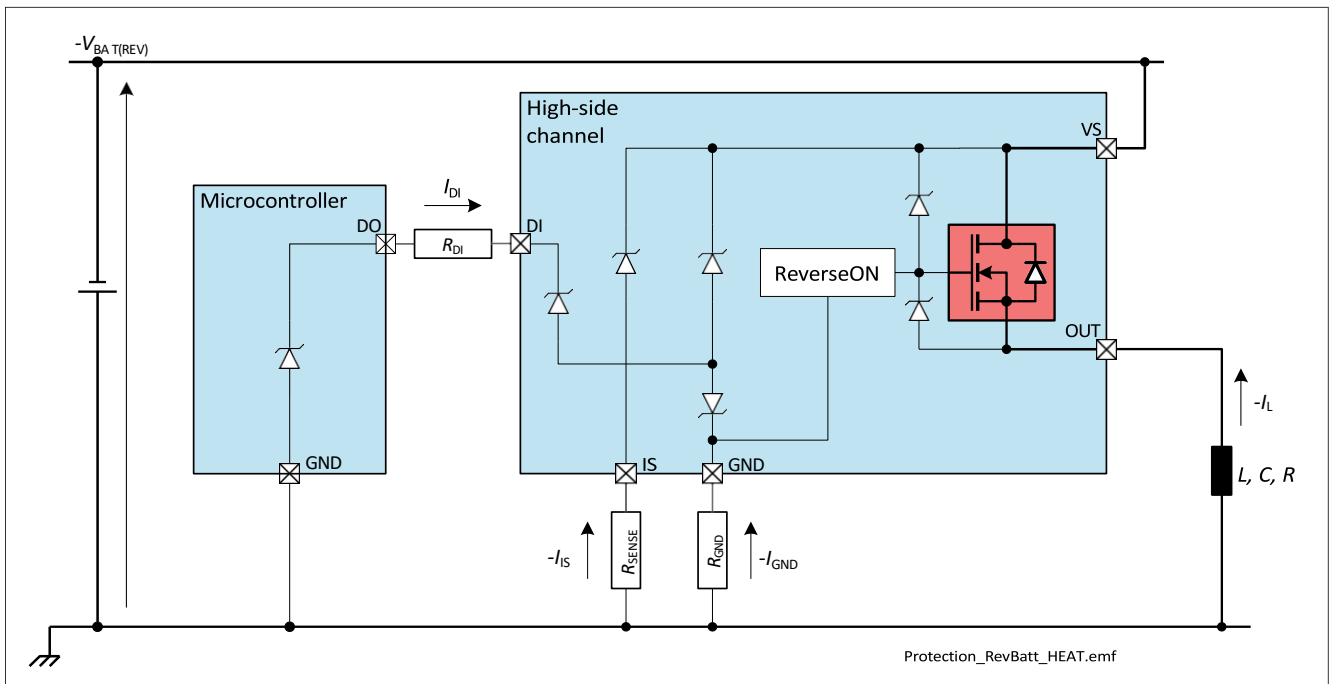 -VBAT(REV)
High-side
channel
VS
Microcontroller
IDI
DO
DI
RDI
ReverseON
OUT
-IL
GND
IS
GND
L, C, R
-IIS
RSENSE
RGND
-IGND
Protection_RevBatt_HEAT.emf